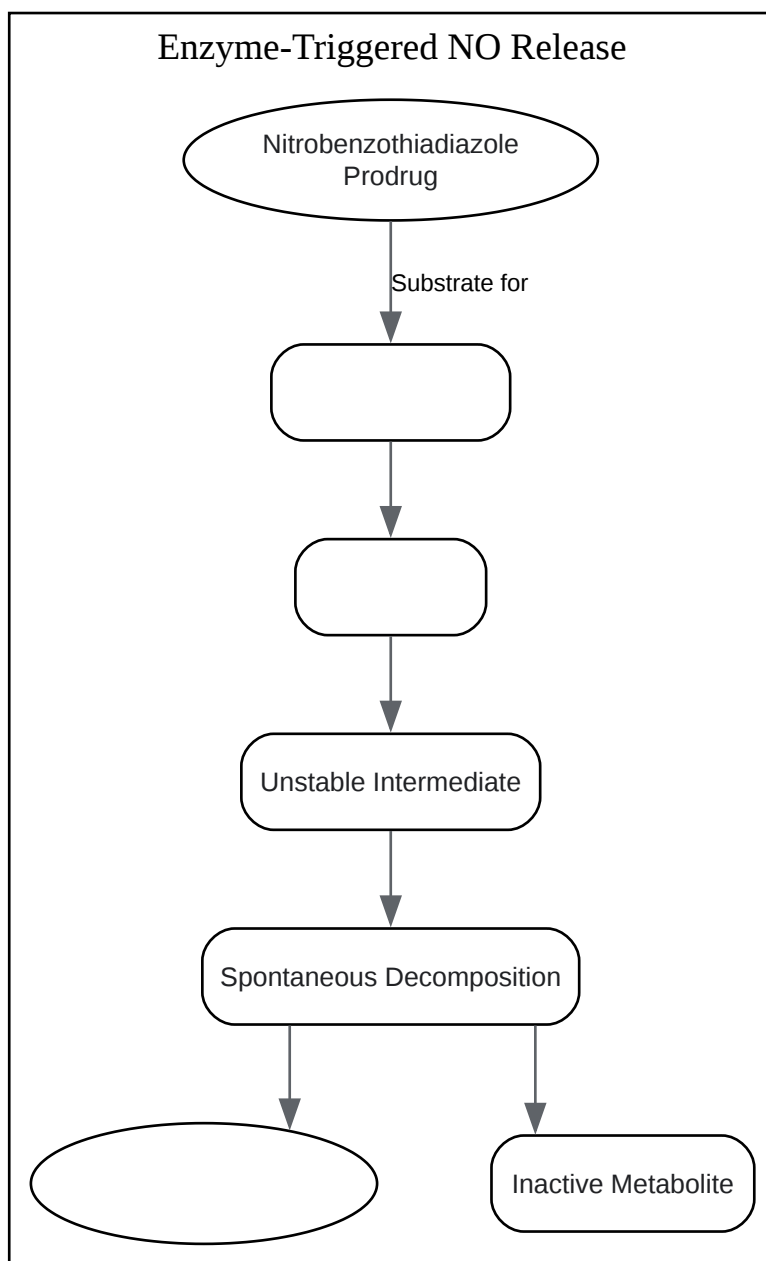 Enzyme-Triggered NO Release
Nitrobenzothiadiazole
Prodrug
Substrate for
Unstable Intermediate
Spontaneous Decomposition
Inactive Metabolite